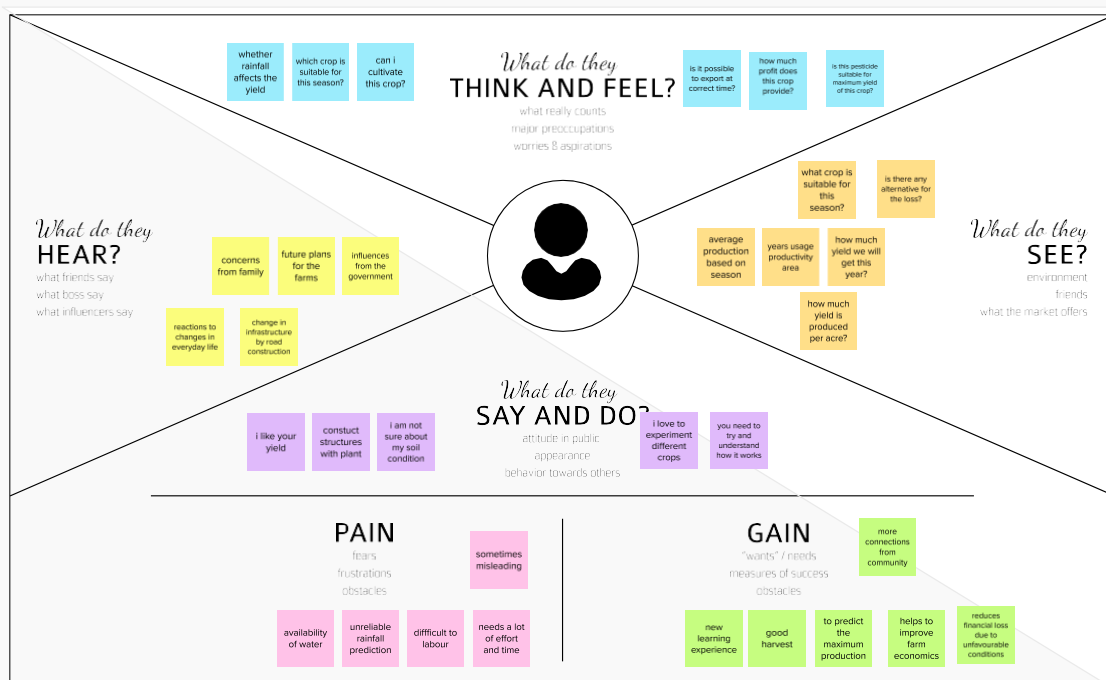 whether
rainfall
affects the
yield
which crop is
suitable for
this season?
can i
cultivate
this crop?
What do they
THINK AND FEEL?
what really counts
major preoccupations
worries & aspirations
is it possible
to export at
correct time?
how much
profit does
this crop
provide?
is this pesticide
suitable for
maximum yield
of this crop?
What do they
HEAR?
what friends say
what boss say
what influencers say
concerns
from family
future plans
for the
farms
influences
from the
government
reactions to
changes in
everyday life
change in
infrastructure
by road
construction
what crop is
suitable for
this
season?
is there any
alternative for
the loss?
average
production
based on
season
years usage
productivity
area
how much
yield we will
get this
year?
how much
yield is
produced
per acre?
What do they
SEE?
environment
friends
what the market offers
What do they
SAY AND DO?
attitude in public
appearance
behavior towards others
i like your
yield
constuct
structures
with plant
i am not
sure about
my soil
condition
i love to
experiment
different
crops
you need to
try and
understand
how it works
PAIN
fears
frustrations
obstacles
sometimes
misleading
availability
of water
unreliable
rainfall
prediction
diffficult to
labour
needs a lot
of effort
and time
GAIN
"wants" / needs
measures of success
obstacles
more
connections
from
community
new
learning
experience
good
harvest
to predict
the
maximum
production
helps to
improve
farm
economics
reduces
financial loss
due to
unfavourable
conditions